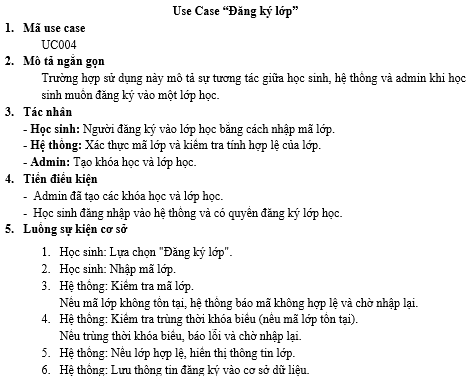 Use Case “Đăng ký lớp”
1. Mã use case
UC004
2. Mô tả ngắn gọn
Trường hợp sử dụng này mô tả sự tương tác giữa học sinh, hệ thống và admin khi học
sinh muốn đăng ký vào một lớp học.
3. Tác nhân
- Học sinh: Người đăng ký vào lớp học bằng cách nhập mã lớp.
- Hệ thống: Xác thực mã lớp và kiểm tra tính hợp lệ của lớp.
- Admin: Tạo khóa học và lớp học.
4. Tiền điều kiện
- Admin đã tạo các khóa học và lớp học.
- Học sinh đăng nhập vào hệ thống và có quyền đăng ký lớp học.
5. Luồng sự kiện cơ sở
1. Học sinh: Lựa chọn "Đăng ký lớp".
2. Học sinh: Nhập mã lớp.
3. Hệ thống: Kiểm tra mã lớp.
Nếu mã lớp không tồn tại, hệ thống báo mã không hợp lệ và chờ nhập lại.
4. Hệ thống: Kiểm tra trùng thời khóa biểu (nếu mã lớp tồn tại).
Nếu trùng thời khóa biểu, báo lỗi và chờ nhập lại.
5. Hệ thống: Nếu lớp hợp lệ, hiển thị thông tin lớp.
6. Hệ thống: Lưu thông tin đăng ký vào cơ sở dữ liệu.